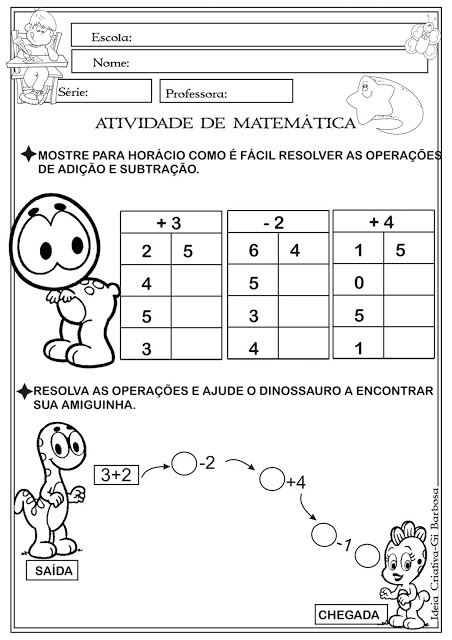 Escola:
Nome:
Série: Professora:
ATIVIDADE DE MATEMÁTICA
MOSTRE PARA HORÁCIO COMO É FÁCIL RESOLVER AS OPERAÇÕES
DE ADIÇÃO E SUBTRAÇÃO.
+ 3 - 2 + 4
2 5 6 4 1 5
4 5 0
5 3 5
3 4 1
RESOLVA AS OPERAÇÕES E AJUDE O DINOSSAURO A ENCONTRAR
SUA AMIGUINHA.
3+2 -2
+4
-1
SAÍDA
CHEGADA
Ideia Criativa-Gi Barbosa